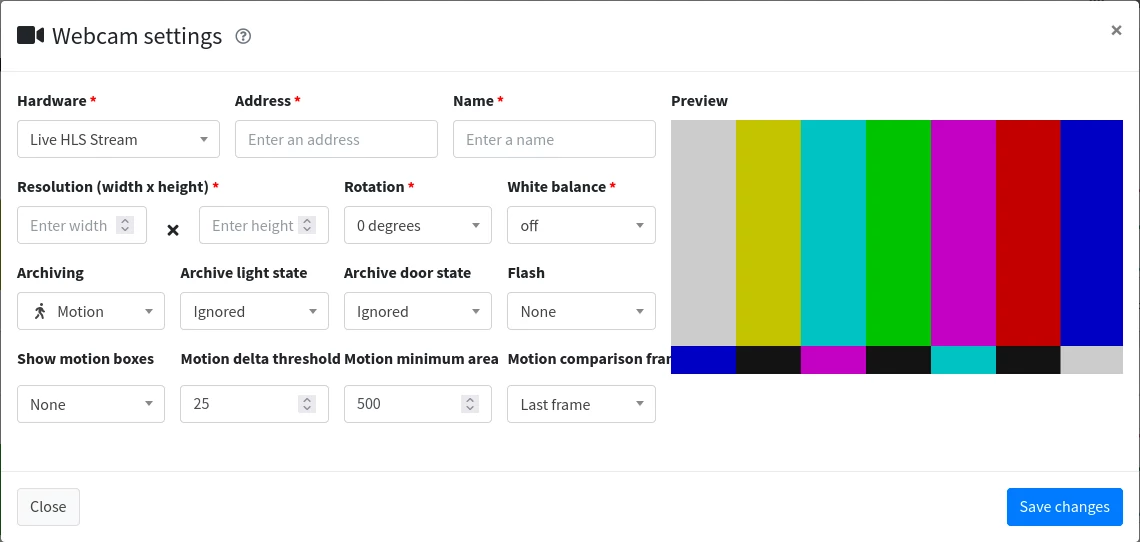 Webcam settings
×
Hardware * Address * Name * Preview
Live HLS Stream Enter an address Enter a name
Resolution (width x height) * Rotation * White balance *
Enter width × Enter height 0 degrees off
Archiving Archive light state Archive door state Flash
Motion Ignored Ignored None
Show motion boxes Motion delta threshold Motion minimum area Motion comparison fra
None 25 500 Last frame
Close Save changes